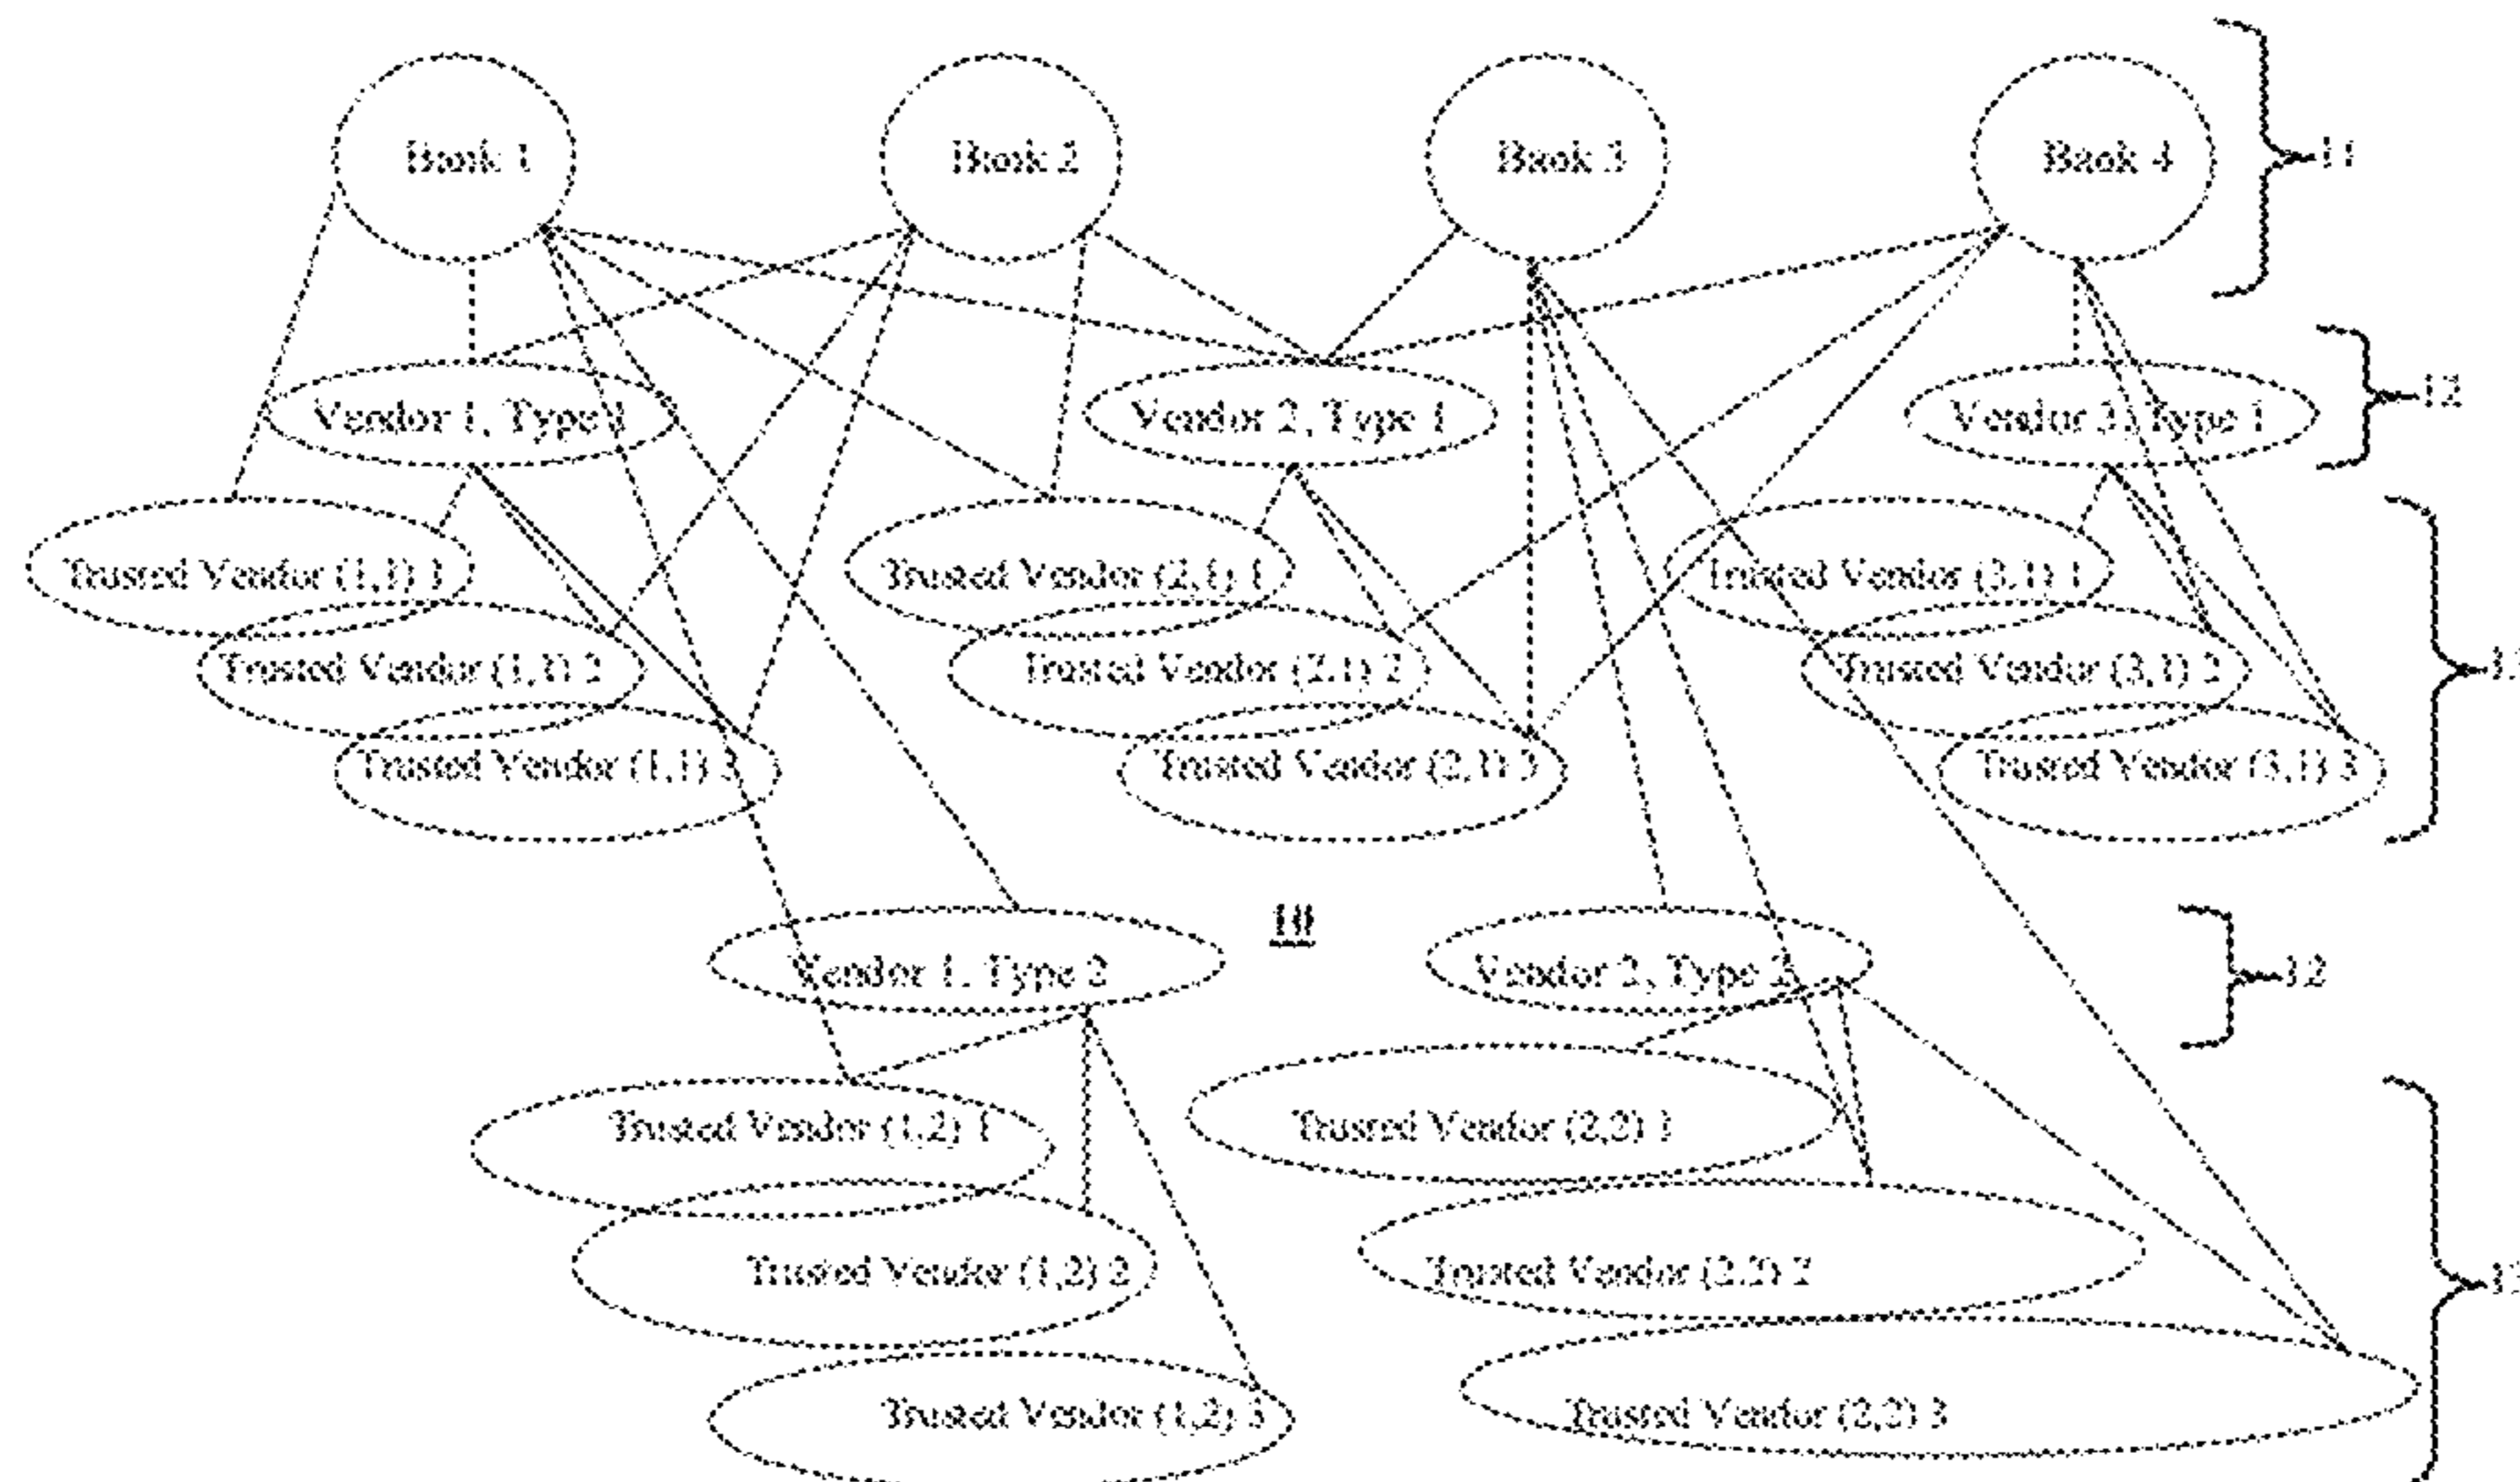 Bank 1
Bank 2
Bank 3
Bank 4
11
Vendor 1, Type 1
Vendor 2, Type 1
Vendor 3, Type 1
12
Trusted Vendor (1,1) 1
Trusted Vendor (2,1) 1
Trusted Vendor (3,1) 1
Trusted Vendor (1,1) 2
Trusted Vendor (2,1) 2
Trusted Vendor (3,1) 2
Trusted Vendor (1,1) 3
Trusted Vendor (2,1) 3
Trusted Vendor (3,1) 3
10
Vendor 1, Type 2
Vendor 2, Type 2
12
Trusted Vendor (1,2) 1
Trusted Vendor (2,2) 1
Trusted Vendor (1,2) 2
Trusted Vendor (2,2) 2
Trusted Vendor (1,2) 3
Trusted Vendor (2,2) 3